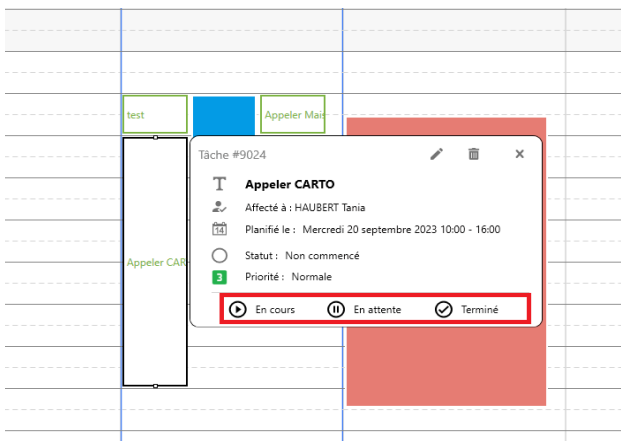 test
Appeler Mais
Tâche #9024
Appeler CARTO
Affecté à : HAUBERT Tania
14
Planifié le : Mercredi 20 septembre 2023 10:00 - 16:00
Appeler CAR
Statut : Non commencé
3
Priorité : Normale
En cours
En attente
Terminé